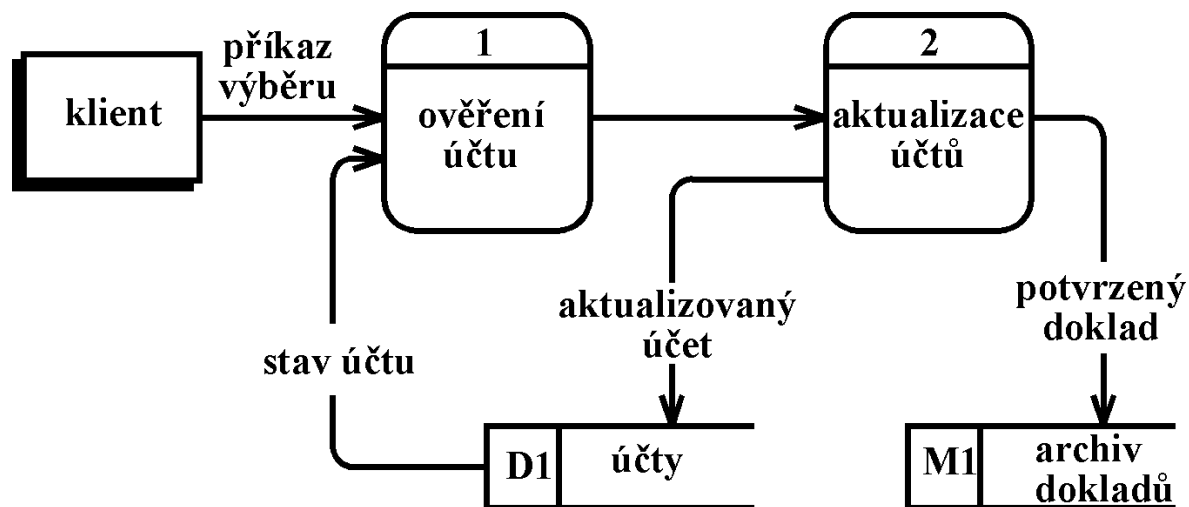 klient
příkaz
výběru
1
ověření
účtu
2
aktualizace
účtů
stav účtu
aktualizovaný
účet
potvrzený
doklad
D1
účty
M1
archiv
dokladů